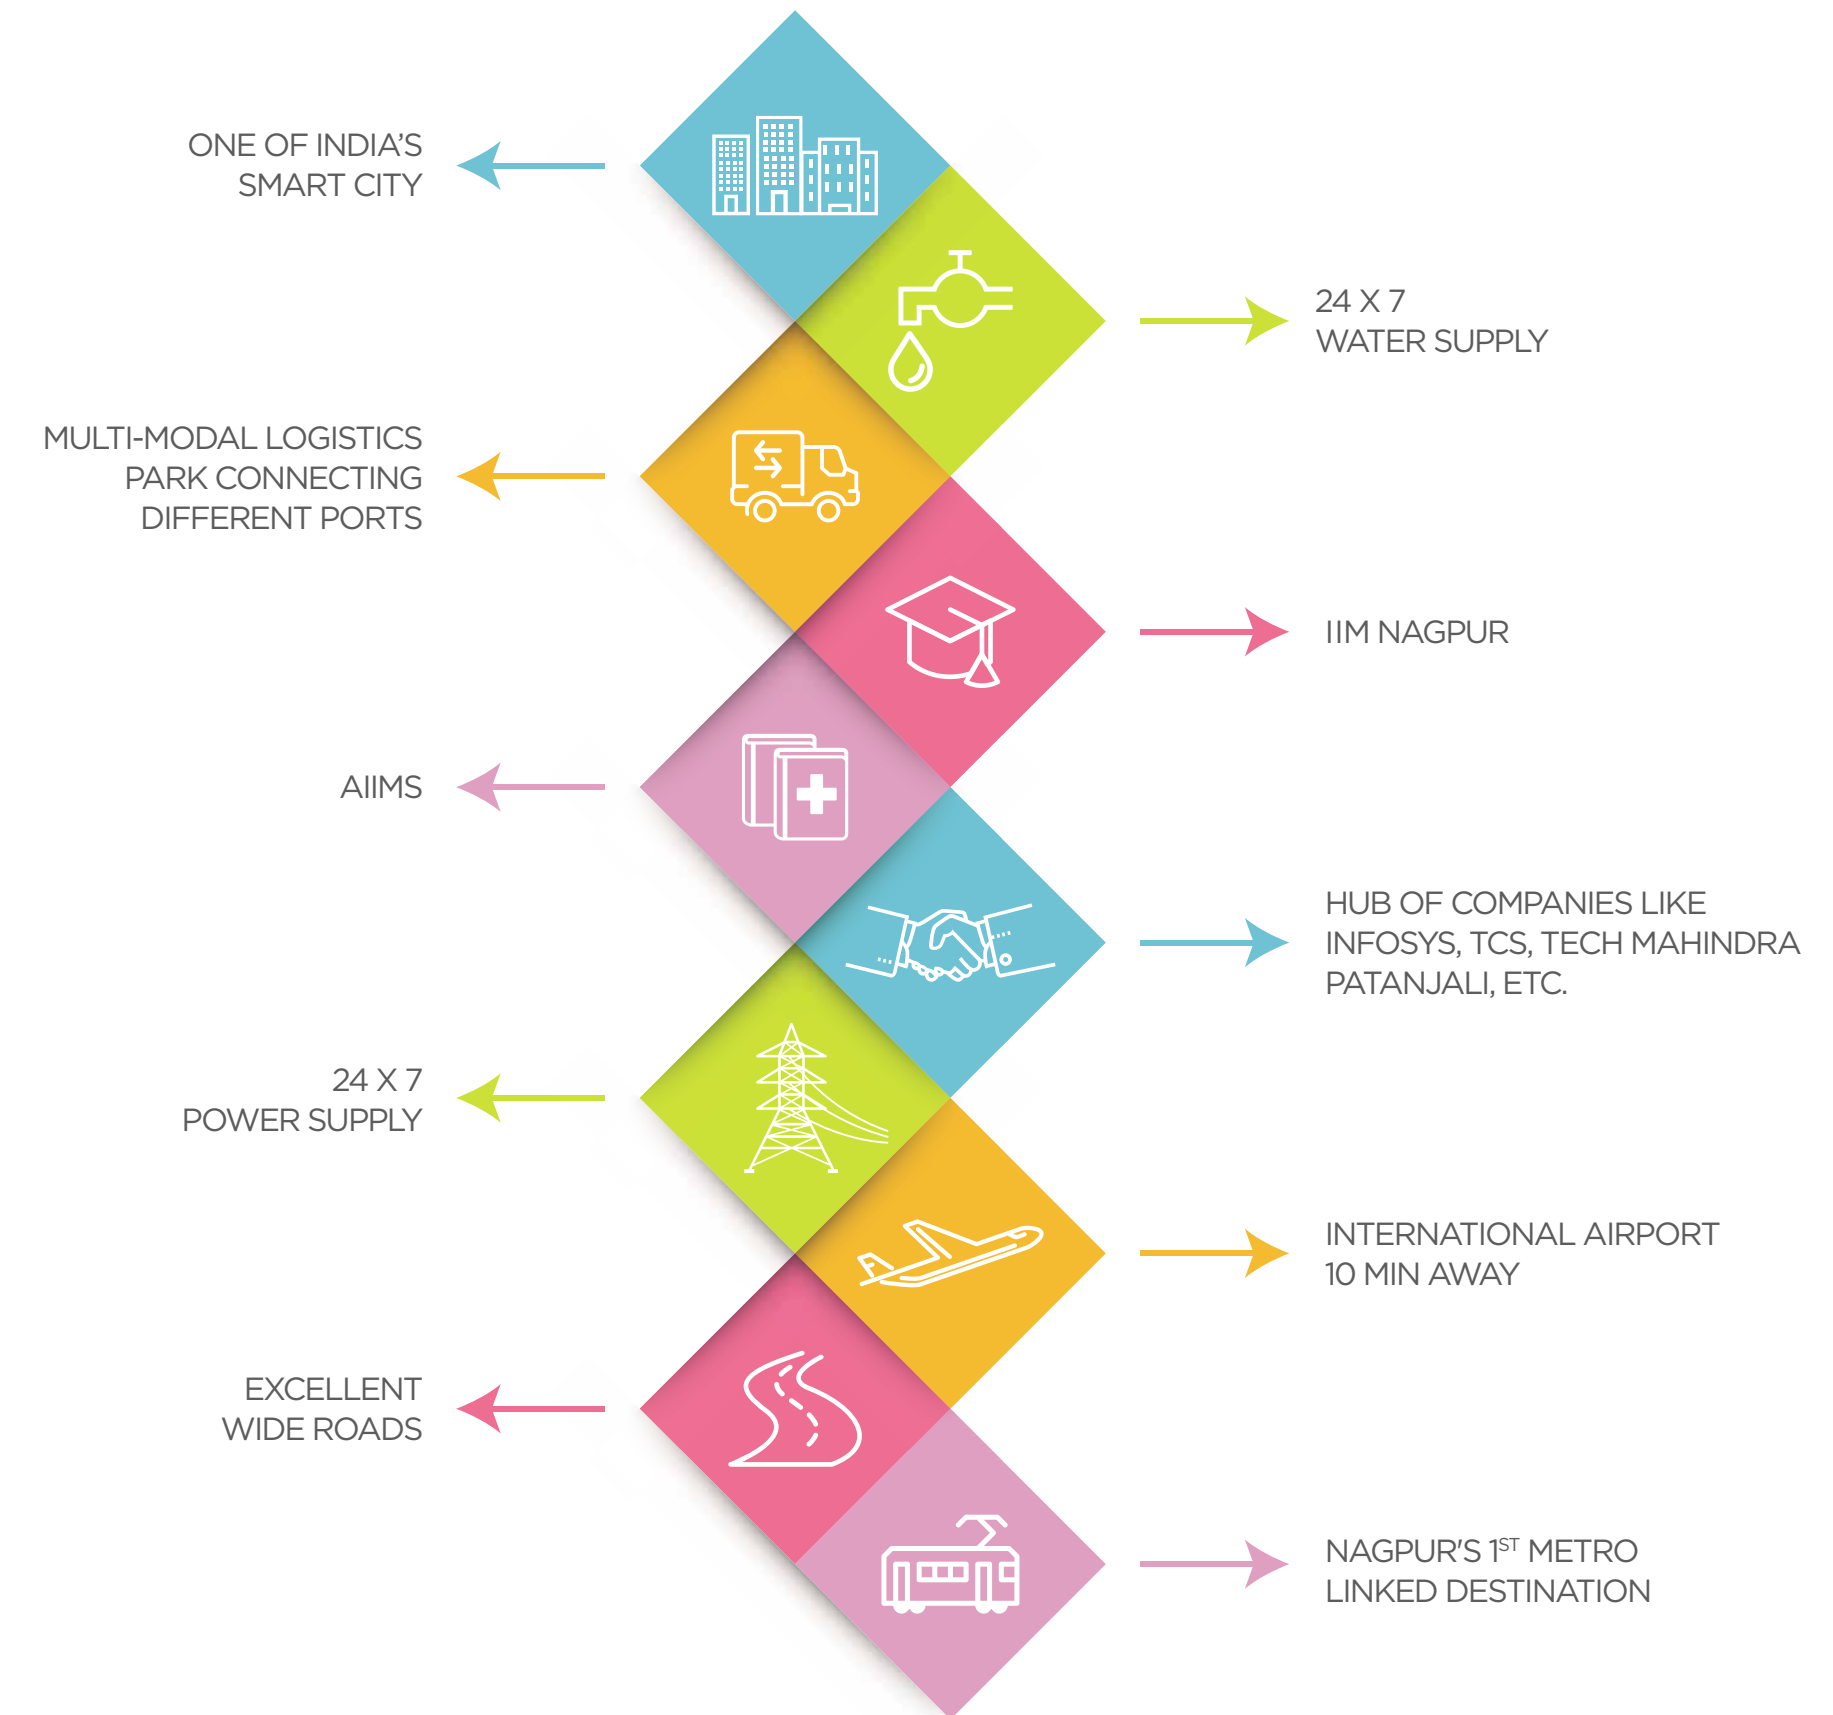 ONE OF INDIA’S
SMART CITY
24 X 7
WATER SUPPLY
MULTI-MODAL LOGISTICS
PARK CONNECTING
DIFFERENT PORTS
IIM NAGPUR
AIIMS
HUB OF COMPANIES LIKE
INFOSYS, TCS, TECH MAHINDRA
PATANJALI, ETC.
24 X 7
POWER SUPPLY
INTERNATIONAL AIRPORT
10 MIN AWAY
EXCELLENT
WIDE ROADS
NAGPUR'S 1ST METRO
LINKED DESTINATION